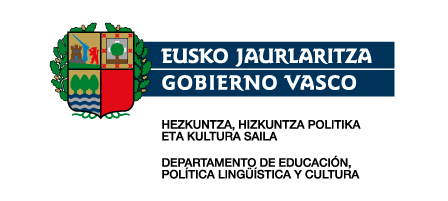 EUSKO JAURLARITZA
GOBIERNO VASCO
HEZKUNTZA, HIZKUNTZA POLITIKA
ETA KULTURA SAILA
DEPARTAMENTO DE EDUCACIÓN,
POLÍTICA LINGÜÍSTICA Y CULTURA